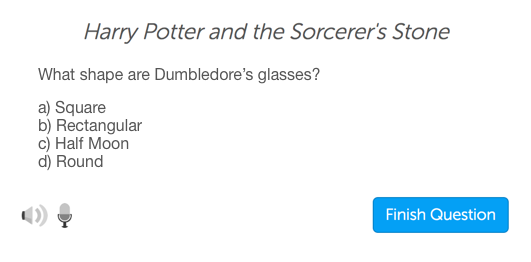 Harry Potter and the Sorcerer's Stone
What shape are Dumbledore’s glasses?
a) Square
b) Rectangular
c) Half Moon
d) Round
Finish Question